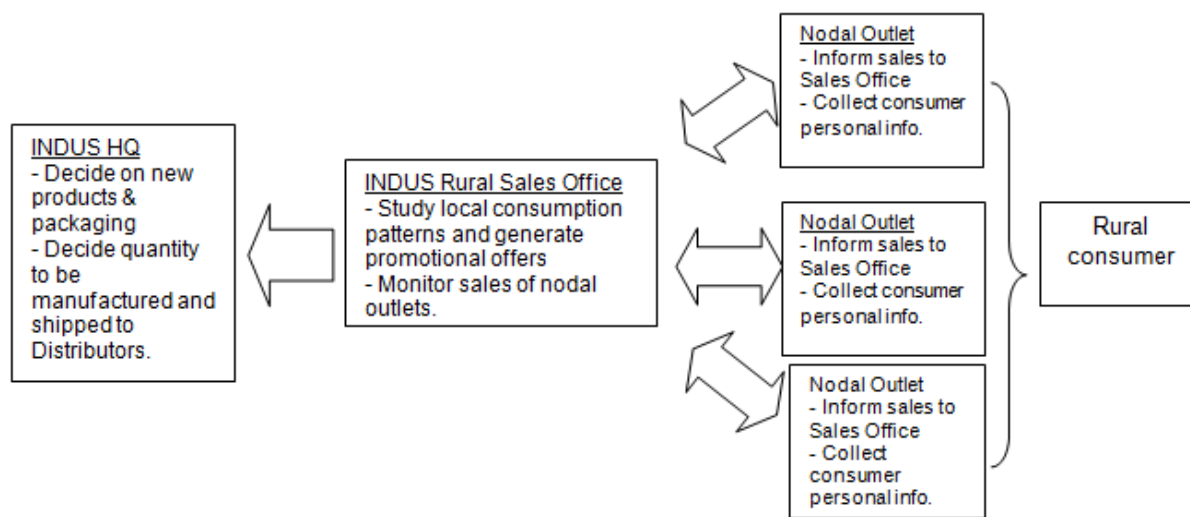 INDUS HQ
- Decide on new
products &
packaging
- Decide quantity
to be
manufactured and
shipped to
Distributors.
INDUS Rural Sales Office
- Study local consumption
patterns and generate
promotional offers
- Monitor sales of nodal
outlets.
Nodal Outlet
- Inform sales to
Sales Office
- Collect consumer
personal info.
Nodal Outlet
- Inform sales to
Sales Office
- Collect consumer
personal info.
Nodal Outlet
- Inform sales to
Sales Office
- Collect
consumer
personal info.
Rural
consumer